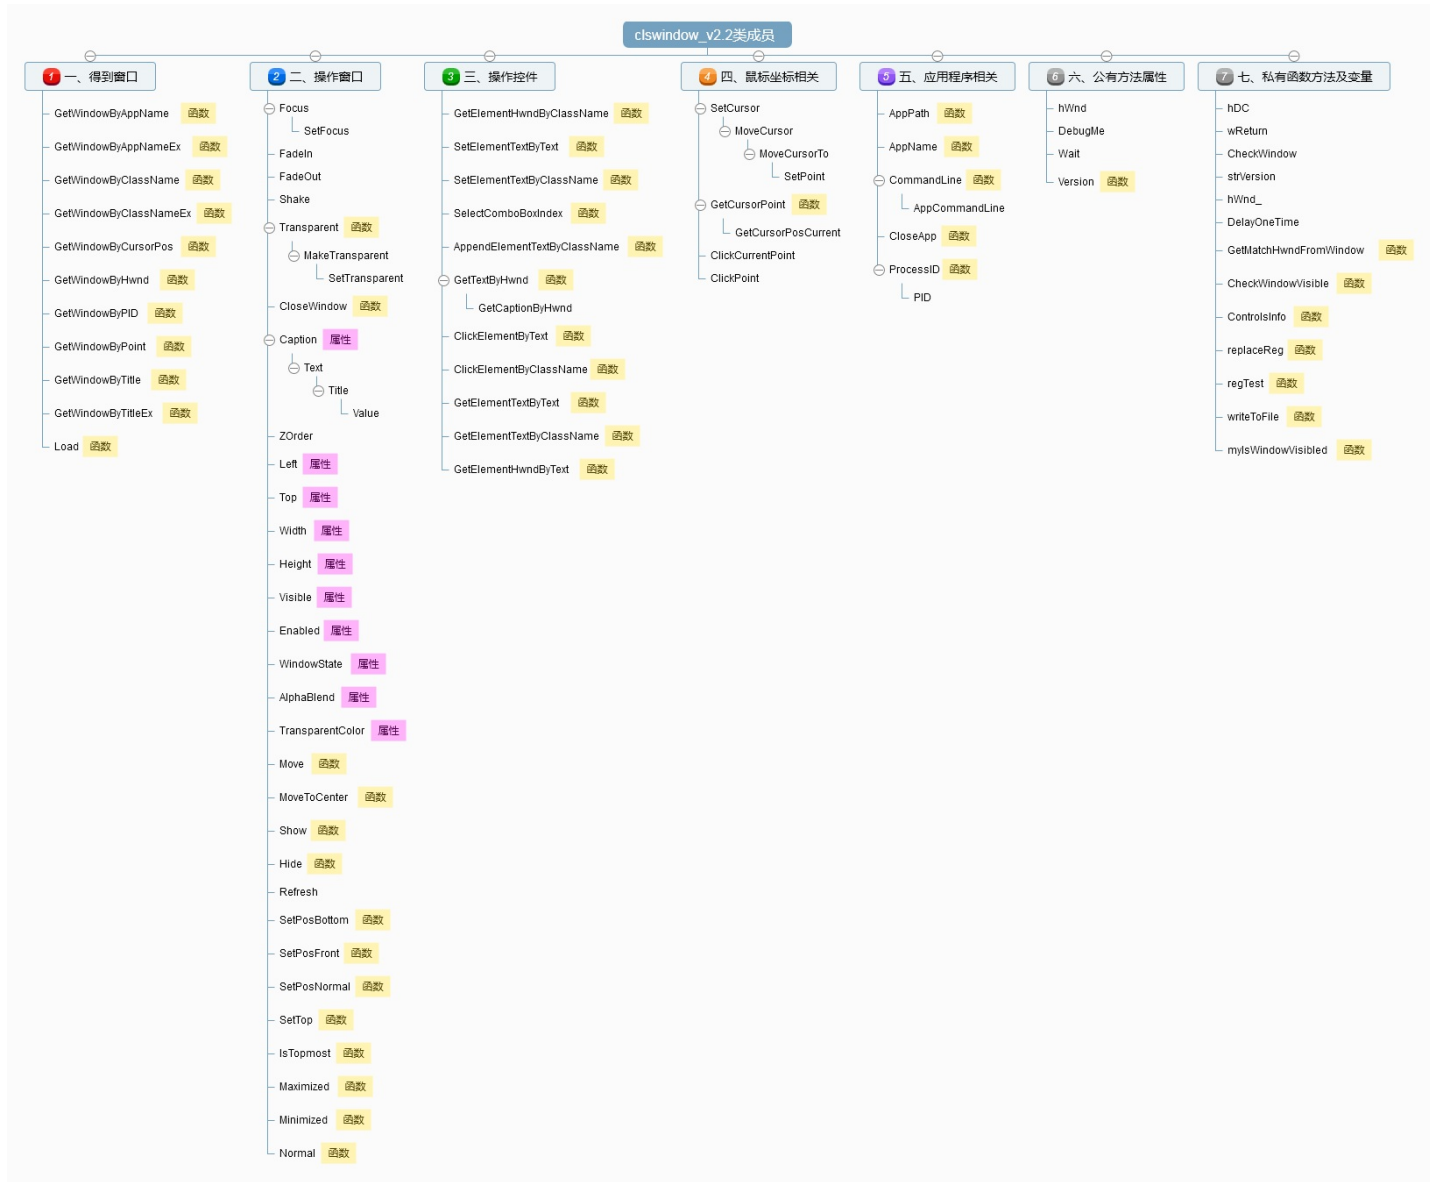 clswindow_v2.2类成员
1 一、得到窗口
GetWindowByAppName 函数
GetWindowByAppNameEx 函数
GetWindowByClassName 函数
GetWindowByClassNameEx 函数
GetWindowByCursorPos 函数
GetWindowByHwnd 函数
GetWindowByPID 函数
GetWindowByPoint 函数
GetWindowByTitle 函数
GetWindowByTitleEx 函数
Load 函数
2 二、操作窗口
Focus
SetFocus
FadeIn
FadeOut
Shake
Transparent 函数
MakeTransparent
SetTransparent
CloseWindow 函数
Caption 属性
Text
Title
Value
ZOrder
Left 属性
Top 属性
Width 属性
Height 属性
Visible 属性
Enabled 属性
WindowState 属性
AlphaBlend 属性
TransparentColor 属性
Move 函数
MoveToCenter 函数
Show 函数
Hide 函数
Refresh
SetPosBottom 函数
SetPosFront 函数
SetPosNormal 函数
SetTop 函数
IsTopmost 函数
Maximized 函数
Minimized 函数
Normal 函数
3 三、操作控件
GetElementHwndByClassName 函数
SetElementTextByText 函数
SetElementTextByClassName 函数
SelectComboBoxIndex 函数
AppendElementTextByClassName 函数
GetTextByHwnd 函数
GetCaptionByHwnd
ClickElementByText 函数
ClickElementByClassName 函数
GetElementTextByText 函数
GetElementTextByClassName 函数
GetElementHwndByText 函数
4 四、鼠标坐标相关
SetCursor
MoveCursor
MoveCursorTo
SetPoint
GetCursorPoint 函数
GetCursorPosCurrent
ClickCurrentPoint
ClickPoint
5 五、应用程序相关
AppPath 函数
AppName 函数
CommandLine 函数
AppCommandLine
CloseApp 函数
ProcessID 函数
PID
6 六、公有方法属性
hWnd
DebugMe
Wait
Version 函数
7 七、私有函数方法及变量
hDC
wReturn
CheckWindow
strVersion
hWnd_
DelayOneTime
GetMatchHwndFromWindow 函数
CheckWindowVisible 函数
ControlsInfo 函数
replaceReg 函数
regTest 函数
writeToFile 函数
myIsWindowVisibled 函数